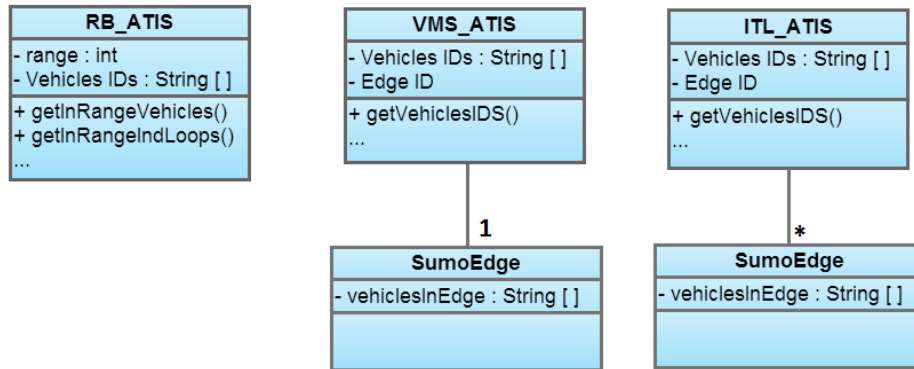 RB_ATIS
- range : int
- Vehicles IDs : String [ ]
+ getInRangeVehicles()
+ getInRangeIndLoops()
...
VMS_ATIS
- Vehicles IDs : String [ ]
- Edge ID
+ getVehiclesIDS()
...
1
SumoEdge
- vehiclesInEdge : String [ ]
ITL_ATIS
- Vehicles IDs : String [ ]
- Edge ID
+ getVehiclesIDS()
...
*
SumoEdge
- vehiclesInEdge : String [ ]